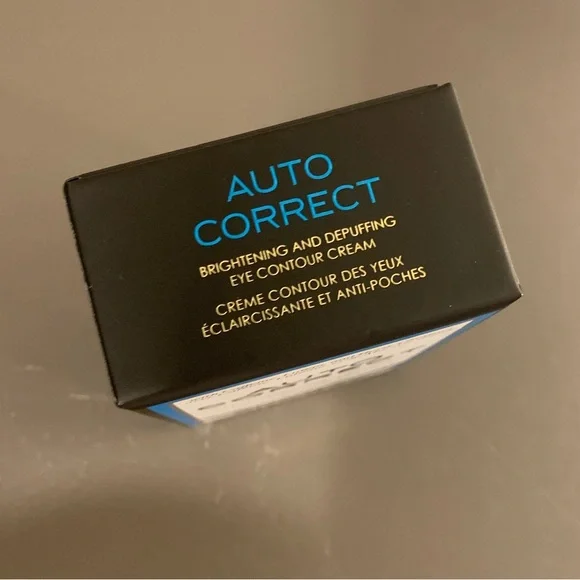 AUTO
CORRECT
BRIGHTENING AND DEPUFFING
EYE CONTOUR CREAM
CREME CONTOUR DES YEUX
ÉCLAIRCISSANTE ET ANTI-POCHES